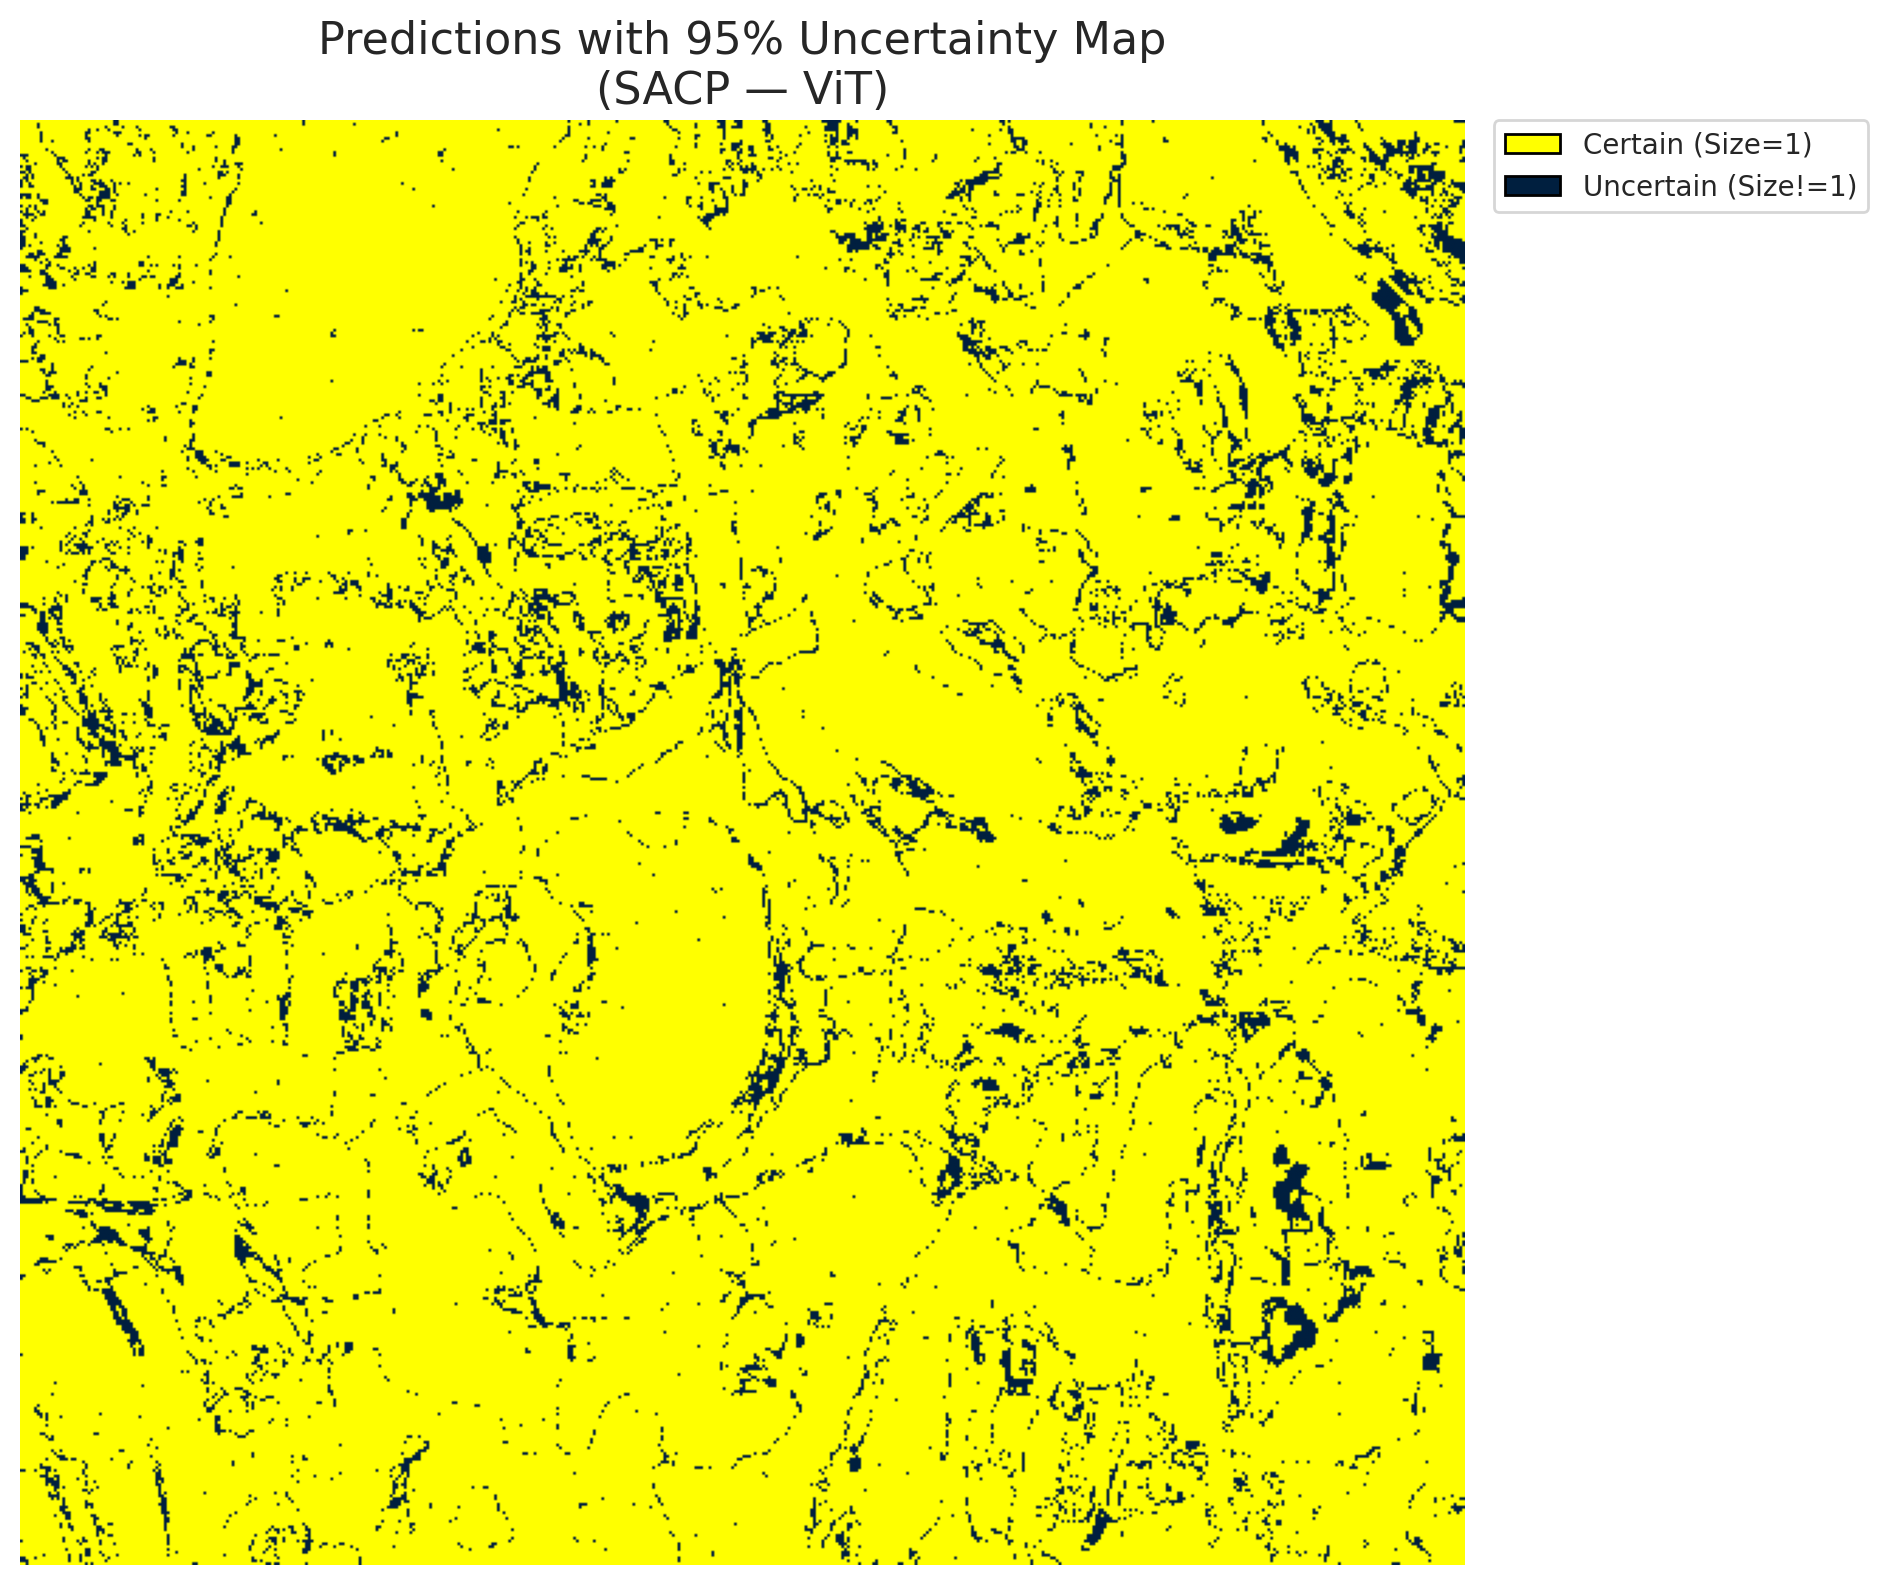 Predictions with 95% Uncertainty Map
(SACP — ViT)
Certain (Size=1)
Uncertain (Size!=1)